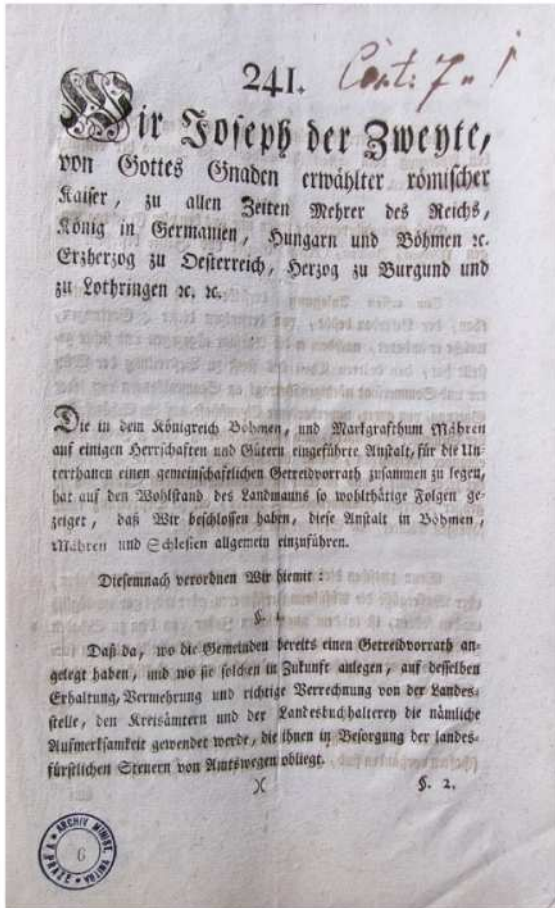 241.
Cont: 7.
Wir Joseph der Zweyte,
von Gottes Gnaden erwählter römischer
Kaiser, zu allen Zeiten Mehrer des Reichs,
König in Germanien, Hungarn und Böhmen ꝛc.
Erzherzog zu Oesterreich, Herzog zu Burgund und
zu Lothringen ꝛc. ꝛc.
Die in dem Königreich Böhmen, und Markgrafthum Mähren
auf einigen Herrschaften und Gütern eingeführte Anstalt, für die Un-
terthanen einen gemeinschaftlichen Getreidvorrath zusammen zu legen,
hat auf den Wohlstand des Landmanns so wohlthätige Folgen ge-
zeiget, daß Wir beschlossen haben, diese Anstalt in Böhmen,
Mähren und Schlesien allgemein einzuführen.
Diesemnach verordnen Wir hiemit:
§. 1.
Daß da, wo die Gemeinden bereits einen Getreidvorrath an-
gelegt haben, und wo sie solchen in Zukunft anlegen, auf desselben
Erhaltung, Vermehrung und richtige Verrechnung von der Landes-
stelle, den Kreisämtern und der Landesbuchhalterey die nämliche
Aufmerksamkeit gewendet werde, die ihnen in Besorgung der landes-
fürstlichen Steuern von Amtswegen obliegt.
)( §. 2.
ARCHIV MINIST. VNITRA V PRAZE
6